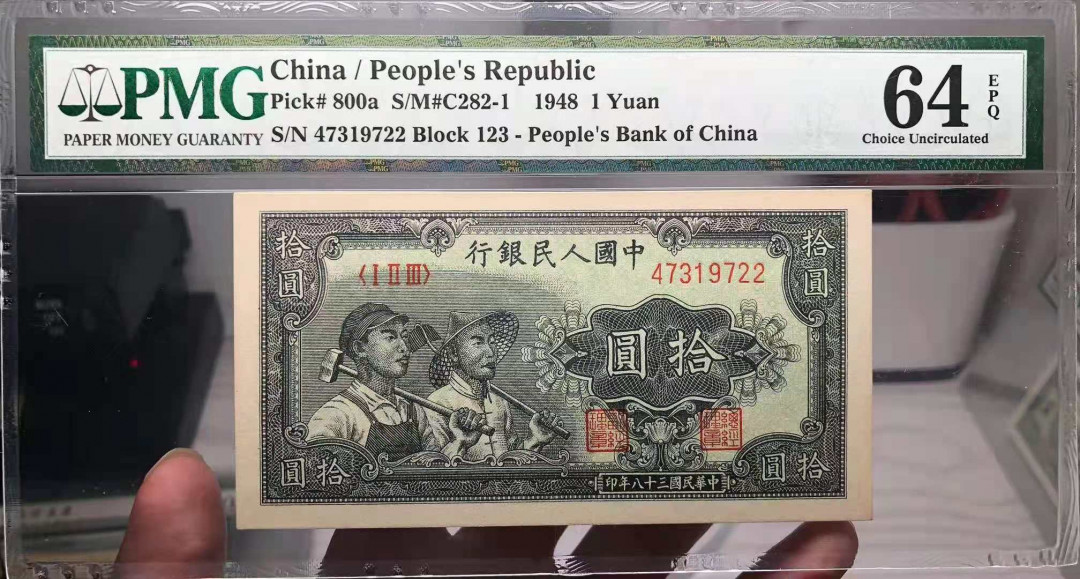 PMG
PAPER MONEY GUARANTY
China / People's Republic
Pick# 800a S/M#C282-1 1948 1 Yuan
S/N 47319722 Block 123 - People's Bank of China
64
EPQ
Choice Uncirculated
中國人民銀行
〈I II III〉
47319722
拾圓
拾圓
拾圓
拾圓
拾圓
中華民國三十八年印